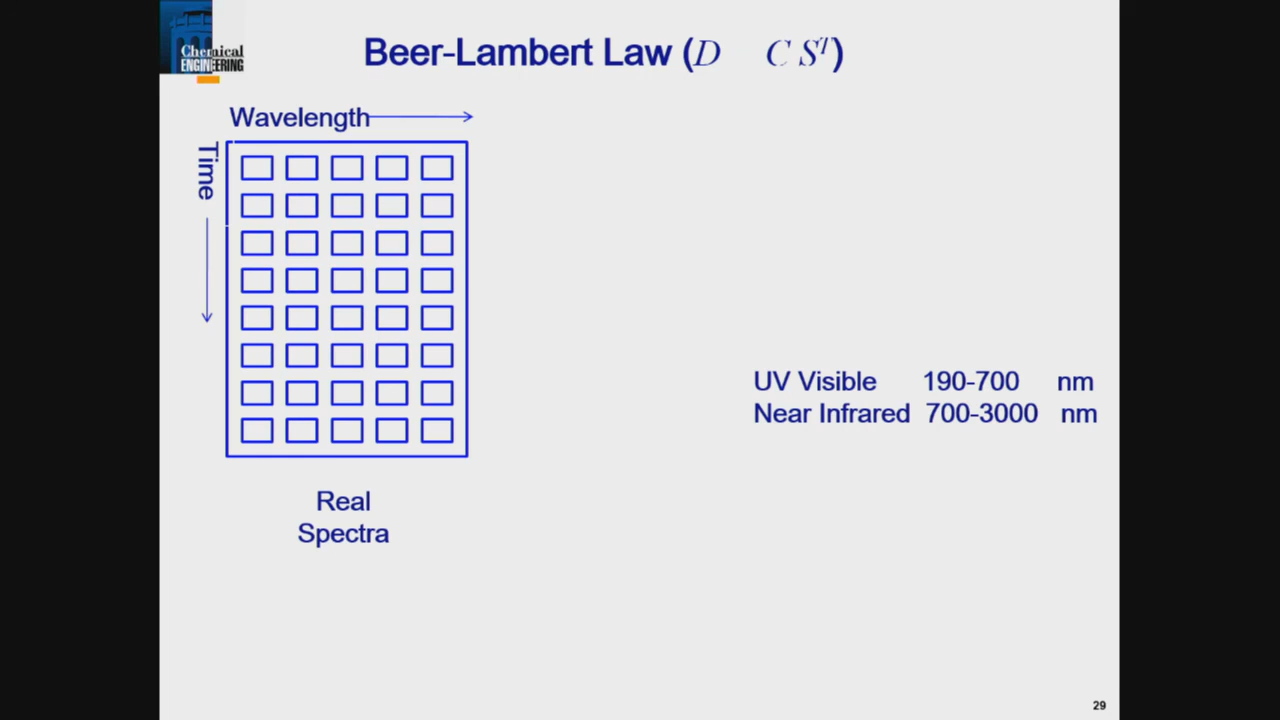 Chemical
ENGINEERING
Beer-Lambert Law (D C Sᵀ)
Wavelength
Time
UV Visible 190-700 nm
Near Infrared 700-3000 nm
Real
Spectra
29